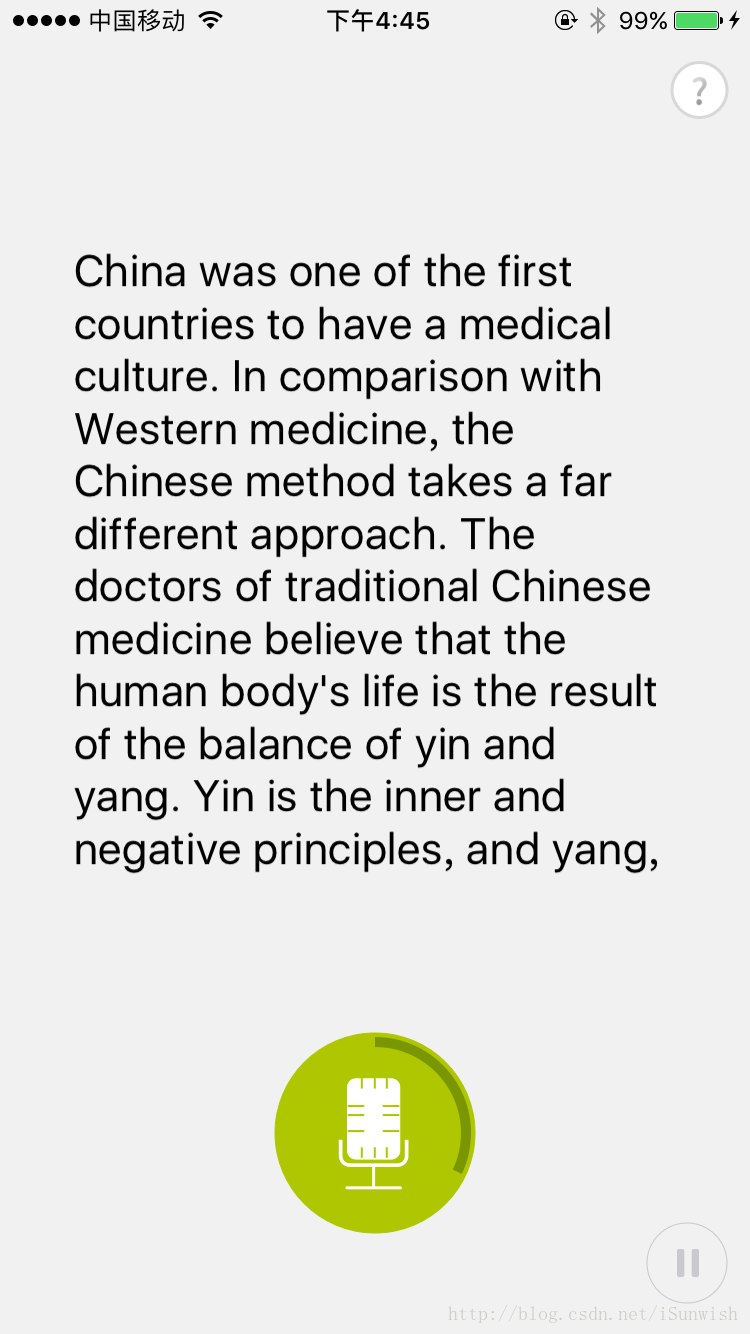 中国移动 下午4:45 99%
?
China was one of the first
countries to have a medical
culture. In comparison with
Western medicine, the
Chinese method takes a far
different approach. The
doctors of traditional Chinese
medicine believe that the
human body's life is the result
of the balance of yin and
yang. Yin is the inner and
negative principles, and yang,
http://blog.csdn.net/iSunwish